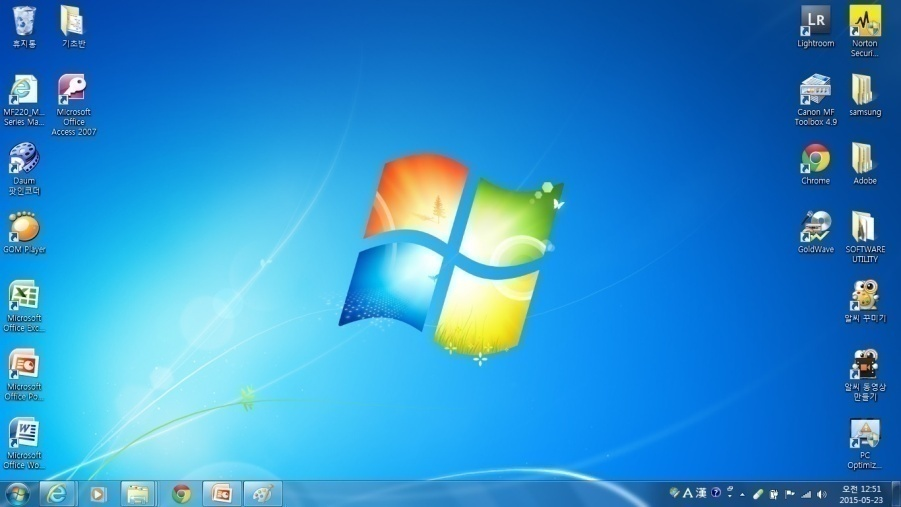 휴지통
기초반
LR
Lightroom
Norton
Securi...
MF220_M...
Series Ma...
Microsoft
Office
Access 2007
Canon MF
Toolbox 4.9
samsung
Daum
팟인코더
Chrome
Adobe
GOM Player
GoldWave
SOFTWARE
UTILITY
Microsoft
Office Exc...
알씨 꾸미기
Microsoft
Office Po...
알씨 동영상
만들기
Microsoft
Office Wo...
PC
Optimiz...
A 漢
오전 12:51
2015-05-23